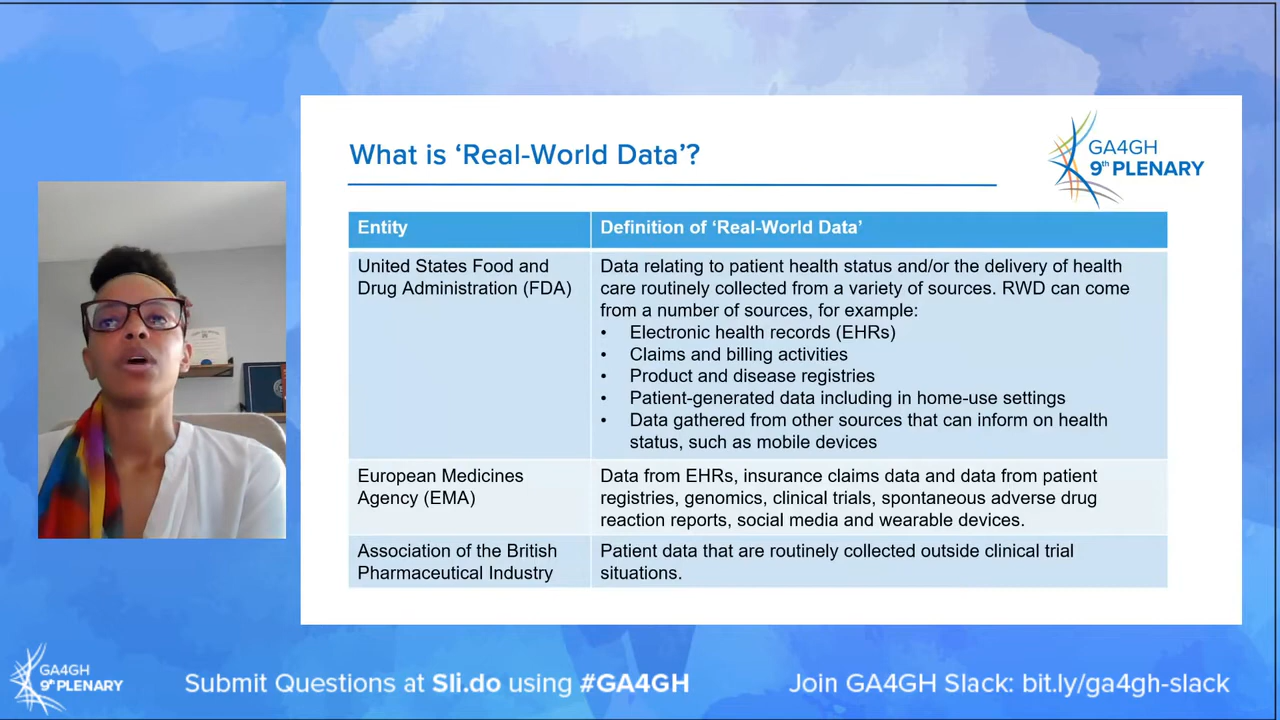 What is ‘Real-World Data’?
GA4GH
9th PLENARY
Entity
Definition of ‘Real-World Data’
United States Food and
Drug Administration (FDA)
Data relating to patient health status and/or the delivery of health
care routinely collected from a variety of sources. RWD can come
from a number of sources, for example:
• Electronic health records (EHRs)
• Claims and billing activities
• Product and disease registries
• Patient-generated data including in home-use settings
• Data gathered from other sources that can inform on health
status, such as mobile devices
European Medicines
Agency (EMA)
Data from EHRs, insurance claims data and data from patient
registries, genomics, clinical trials, spontaneous adverse drug
reaction reports, social media and wearable devices.
Association of the British
Pharmaceutical Industry
Patient data that are routinely collected outside clinical trial
situations.
GA4GH
9th PLENARY
Submit Questions at Sli.do using #GA4GH
Join GA4GH Slack: bit.ly/ga4gh-slack